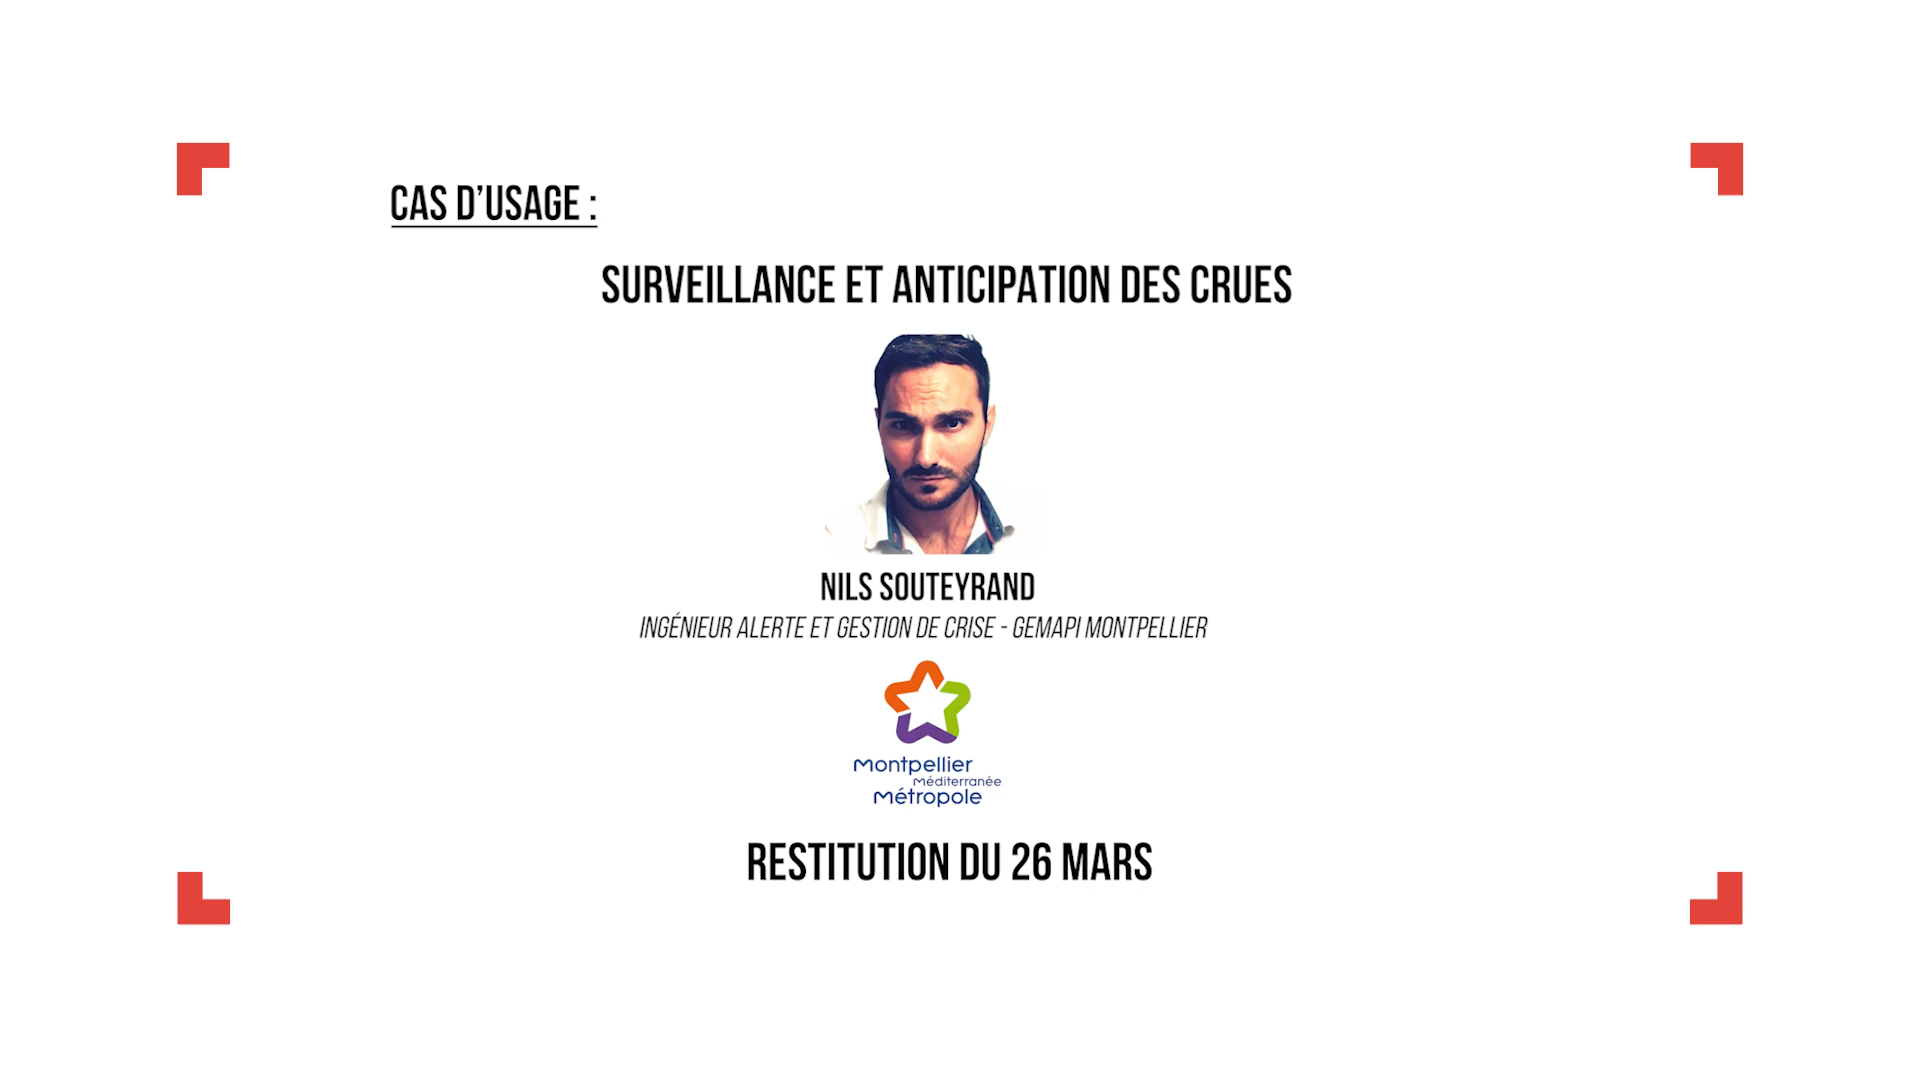 CAS D'USAGE :
SURVEILLANCE ET ANTICIPATION DES CRUES
NILS SOUTEYRAND
INGÉNIEUR ALERTE ET GESTION DE CRISE - GEMAPI MONTPELLIER
montpellier
méditerranée
métropole
RESTITUTION DU 26 MARS